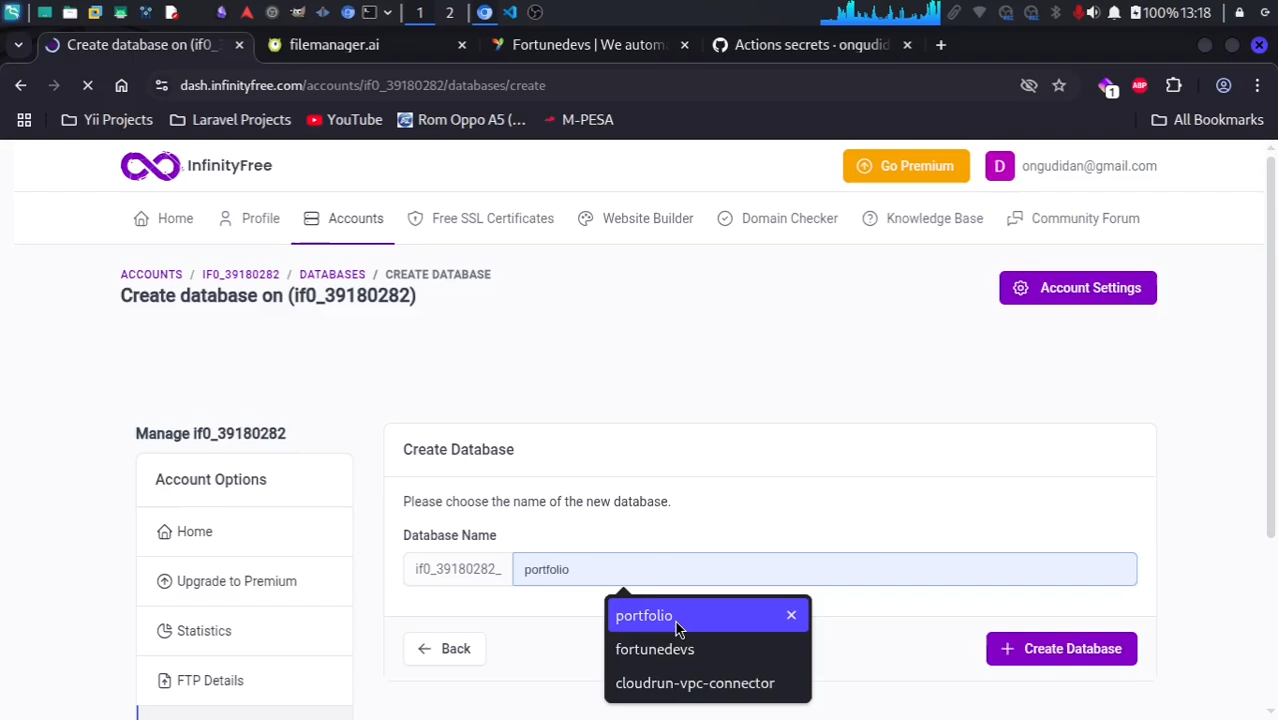 1
2
100%
13:18
Create database on (if0_
filemanager.ai
Fortunedevs | We autom
Actions secrets · ongudid
dash.infinityfree.com/accounts/if0_39180282/databases/create
1
ABP
Yii Projects
Laravel Projects
YouTube
Rom Oppo A5 (...
M-PESA
All Bookmarks
InfinityFree
Go Premium
D
ongudidan@gmail.com
Home
Profile
Accounts
Free SSL Certificates
Website Builder
Domain Checker
Knowledge Base
Community Forum
ACCOUNTS / IF0_39180282 / DATABASES / CREATE DATABASE
Create database on (if0_39180282)
Account Settings
Manage if0_39180282
Account Options
Home
Upgrade to Premium
Statistics
FTP Details
Create Database
Please choose the name of the new database.
Database Name
if0_39180282_
portfolio
portfolio
fortunedevs
cloudrun-vpc-connector
Back
Create Database